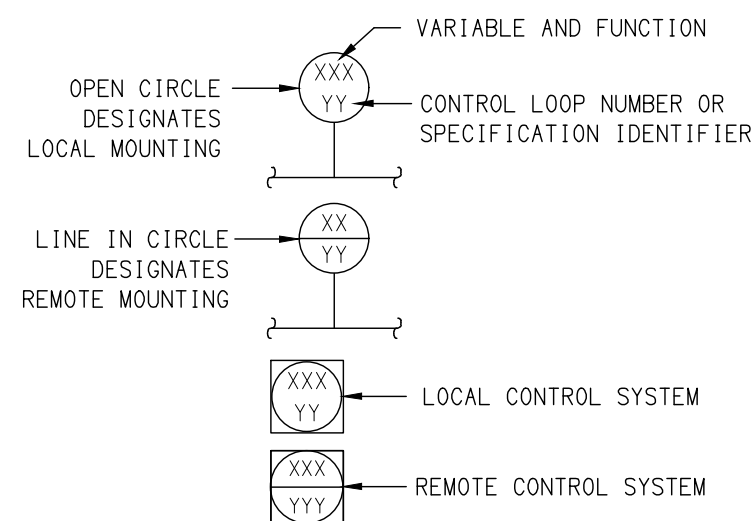 VARIABLE AND FUNCTION
XXX
YY
OPEN CIRCLE
DESIGNATES
LOCAL MOUNTING
CONTROL LOOP NUMBER OR
SPECIFICATION IDENTIFIER
XX
YY
LINE IN CIRCLE
DESIGNATES
REMOTE MOUNTING
XXX
YY
LOCAL CONTROL SYSTEM
XXX
YYY
REMOTE CONTROL SYSTEM